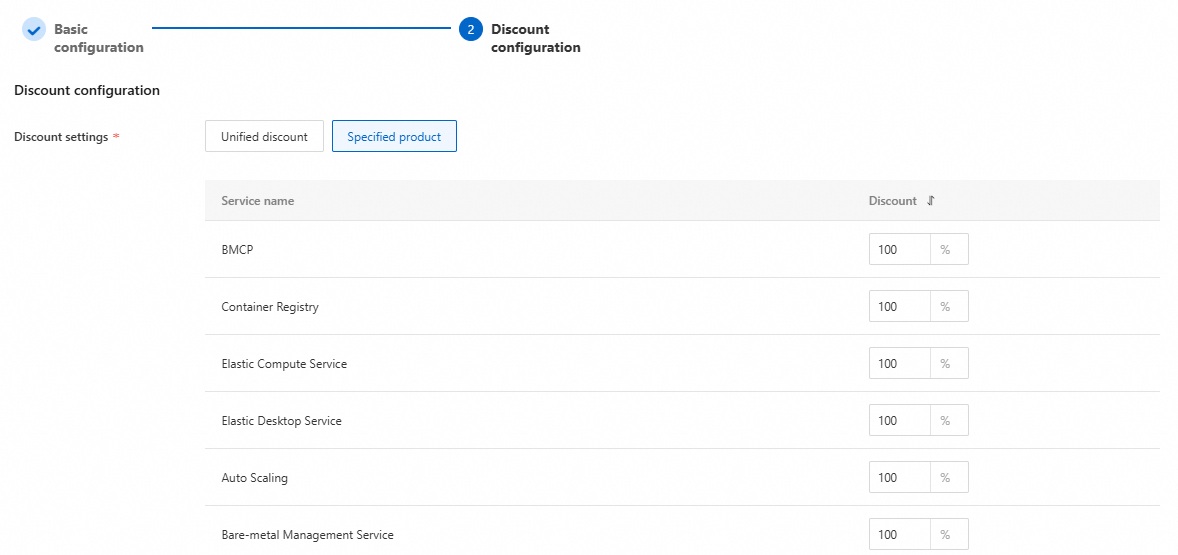 Basic
configuration
2
Discount
configuration
Discount configuration
Discount settings *
Unified discount
Specified product
Service name
Discount
BMCP
100 %
Container Registry
100 %
Elastic Compute Service
100 %
Elastic Desktop Service
100 %
Auto Scaling
100 %
Bare-metal Management Service
100 %